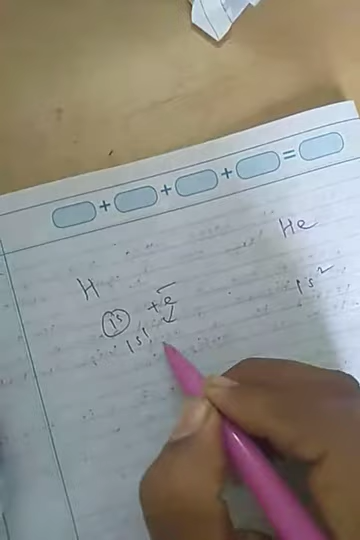 + + + =
H He
1s +e⁻
1s¹ 1s²